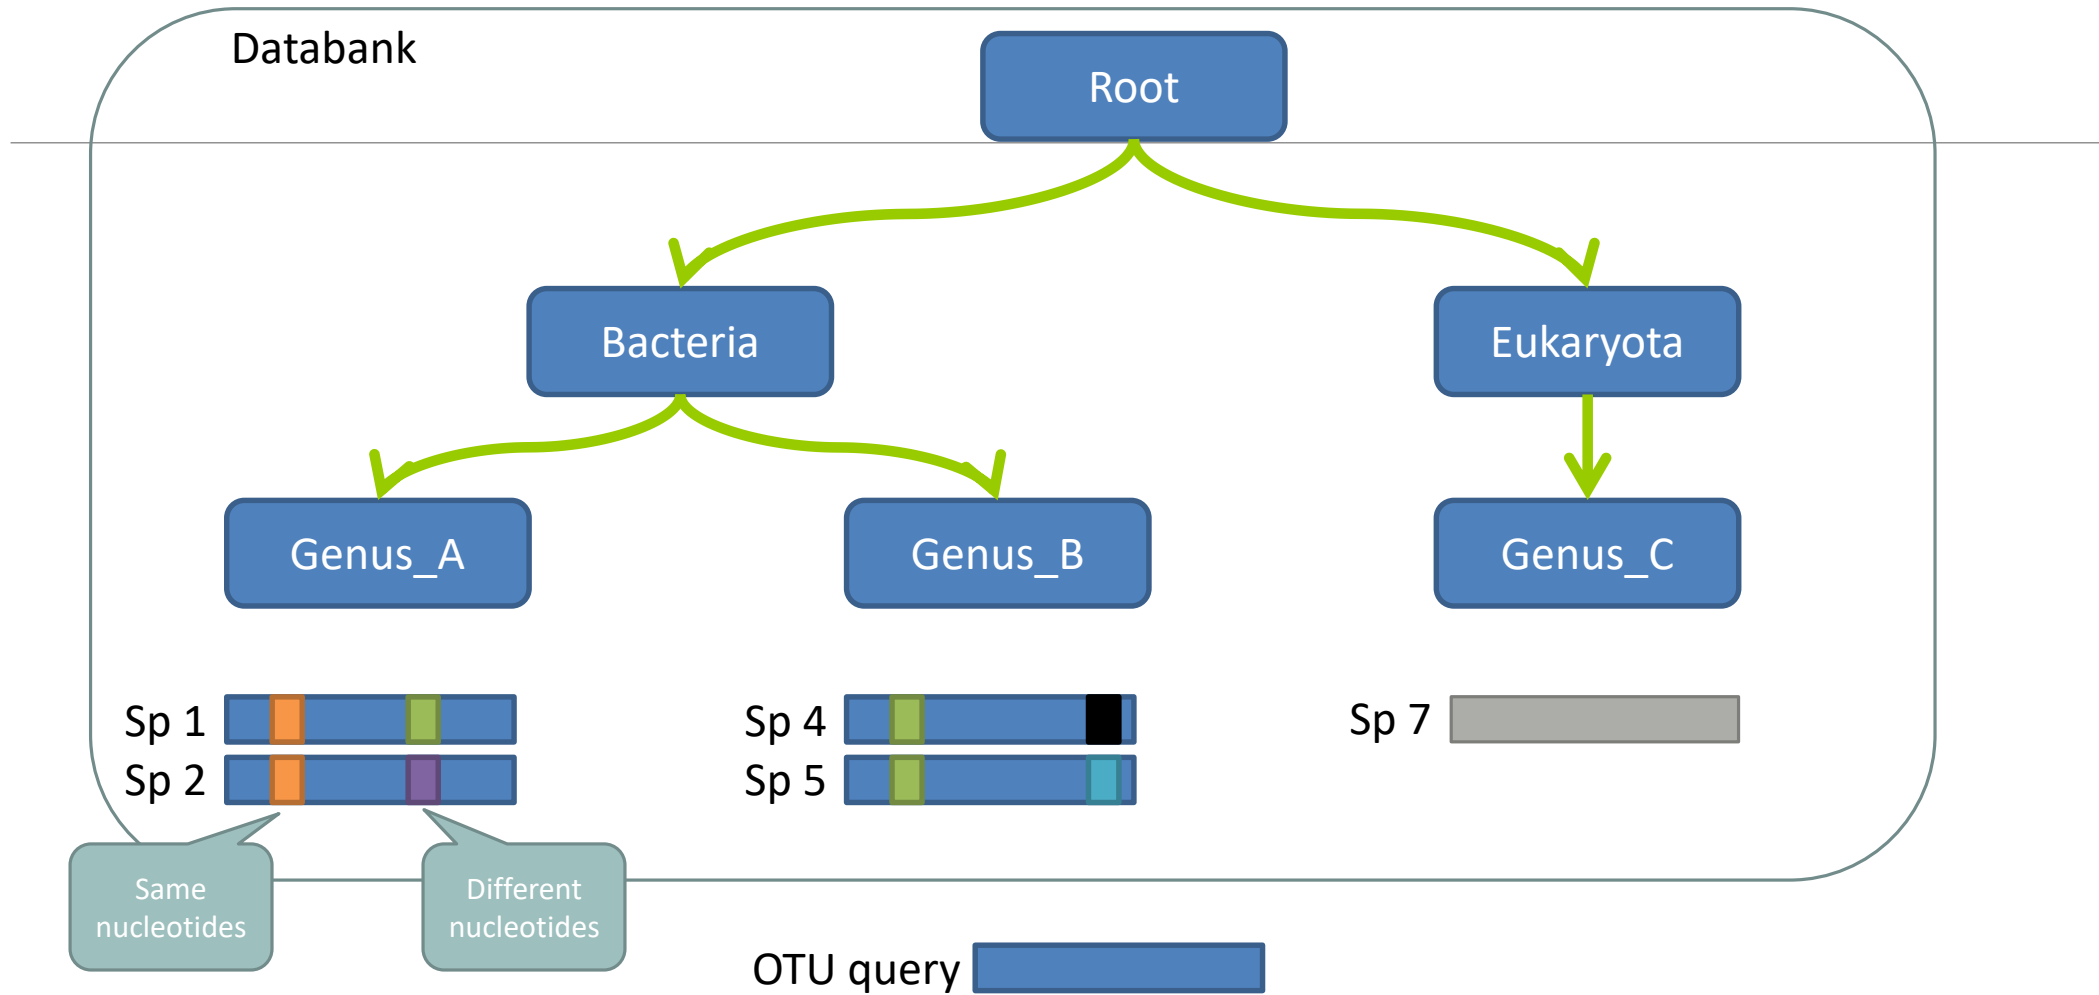 Databank
Root
Bacteria
Eukaryota
Genus_A
Genus_B
Genus_C
Sp 1
Sp 4
Sp 7
Sp 2
Sp 5
Same
nucleotides
Different
nucleotides
OTU query